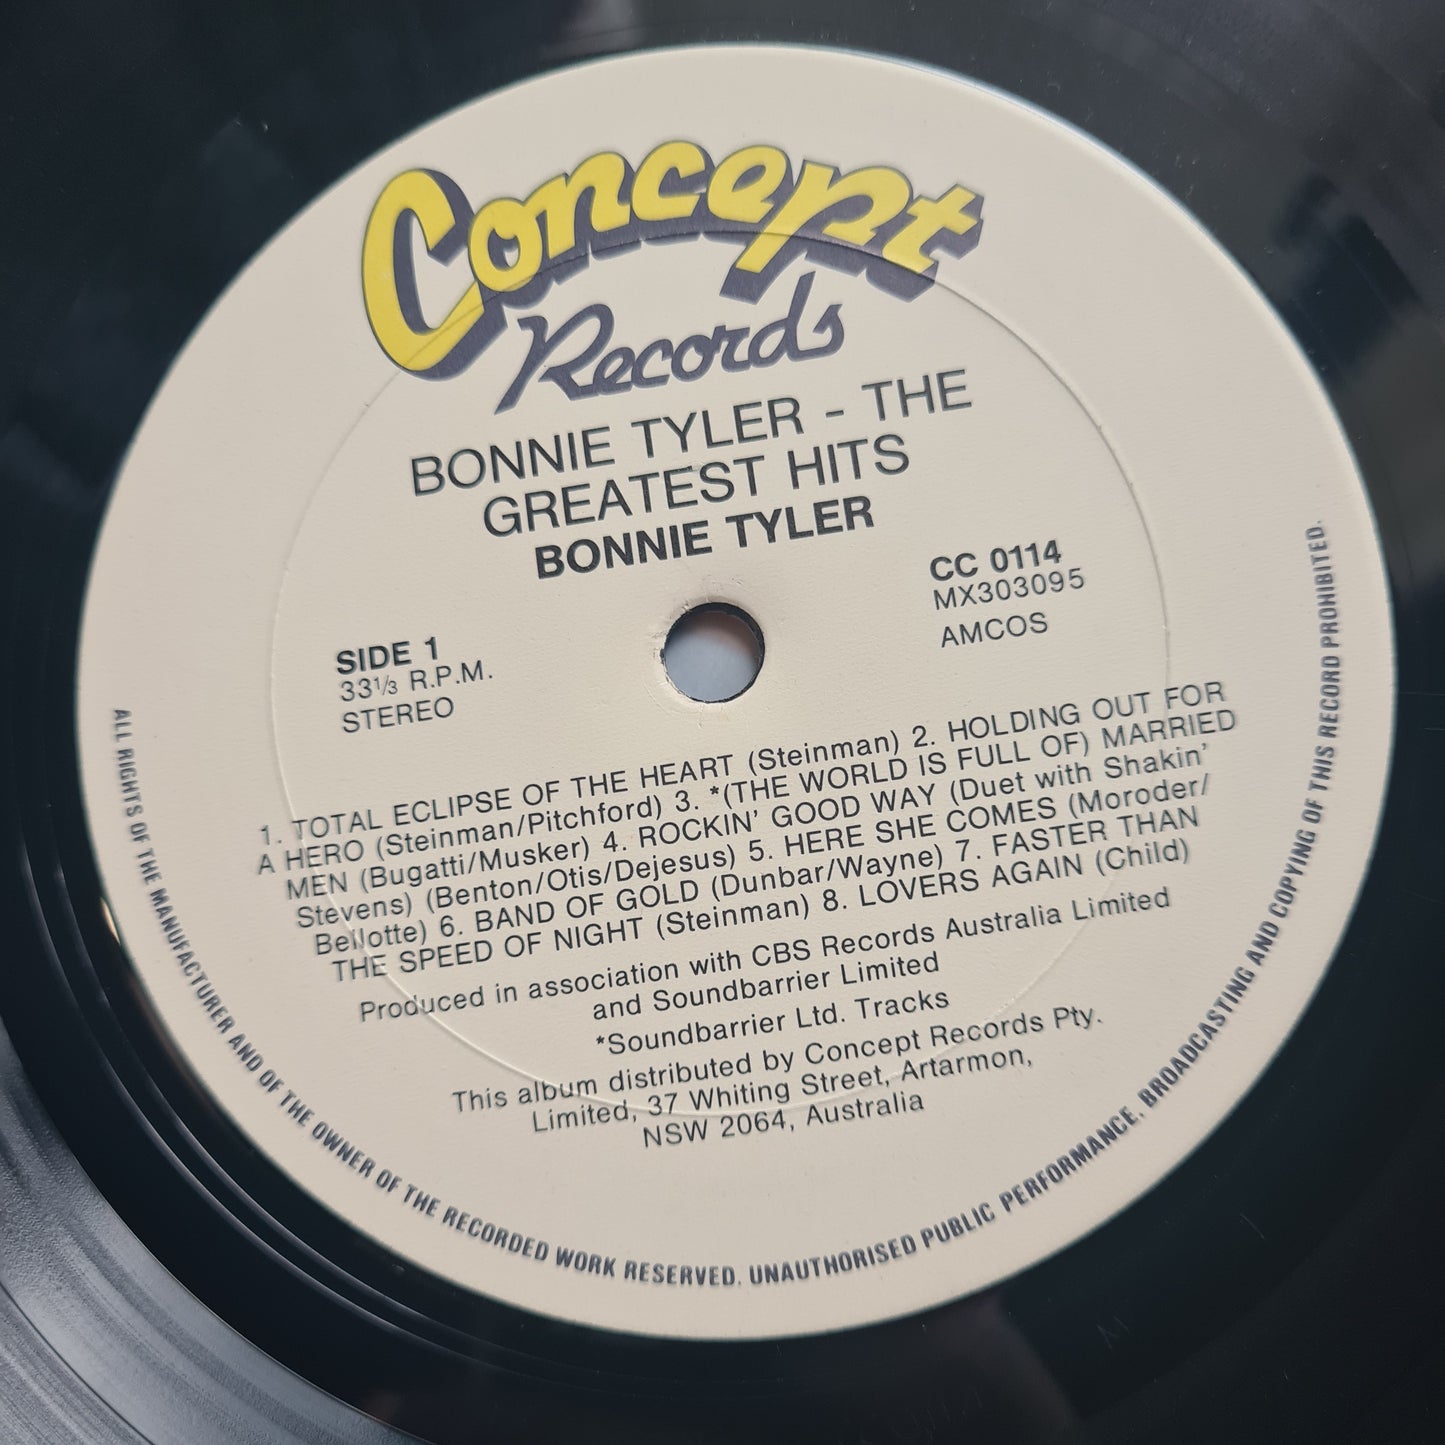 Concept
Records
BONNIE TYLER - THE
GREATEST HITS
BONNIE TYLER
CC 0114
MX303095
AMCOS
SIDE 1
33⅓ R.P.M.
STEREO
1. TOTAL ECLIPSE OF THE HEART (Steinman) 2. HOLDING OUT FOR
A HERO (Steinman/Pitchford) 3. *(THE WORLD IS FULL OF) MARRIED
MEN (Bugatti/Musker) 4. ROCKIN' GOOD WAY (Duet with Shakin'
Stevens) (Benton/Otis/Dejesus) 5. HERE SHE COMES (Moroder/
Bellotte) 6. BAND OF GOLD (Dunbar/Wayne) 7. FASTER THAN
THE SPEED OF NIGHT (Steinman) 8. LOVERS AGAIN (Child)
Produced in association with CBS Records Australia Limited
and Soundbarrier Limited
*Soundbarrier Ltd. Tracks
This album distributed by Concept Records Pty.
Limited, 37 Whiting Street, Artarmon,
NSW 2064, Australia
ALL RIGHTS OF THE MANUFACTURER AND OF THE OWNER OF THE RECORDED WORK RESERVED. UNAUTHORISED PUBLIC PERFORMANCE, BROADCASTING AND COPYING OF THIS RECORD PROHIBITED.